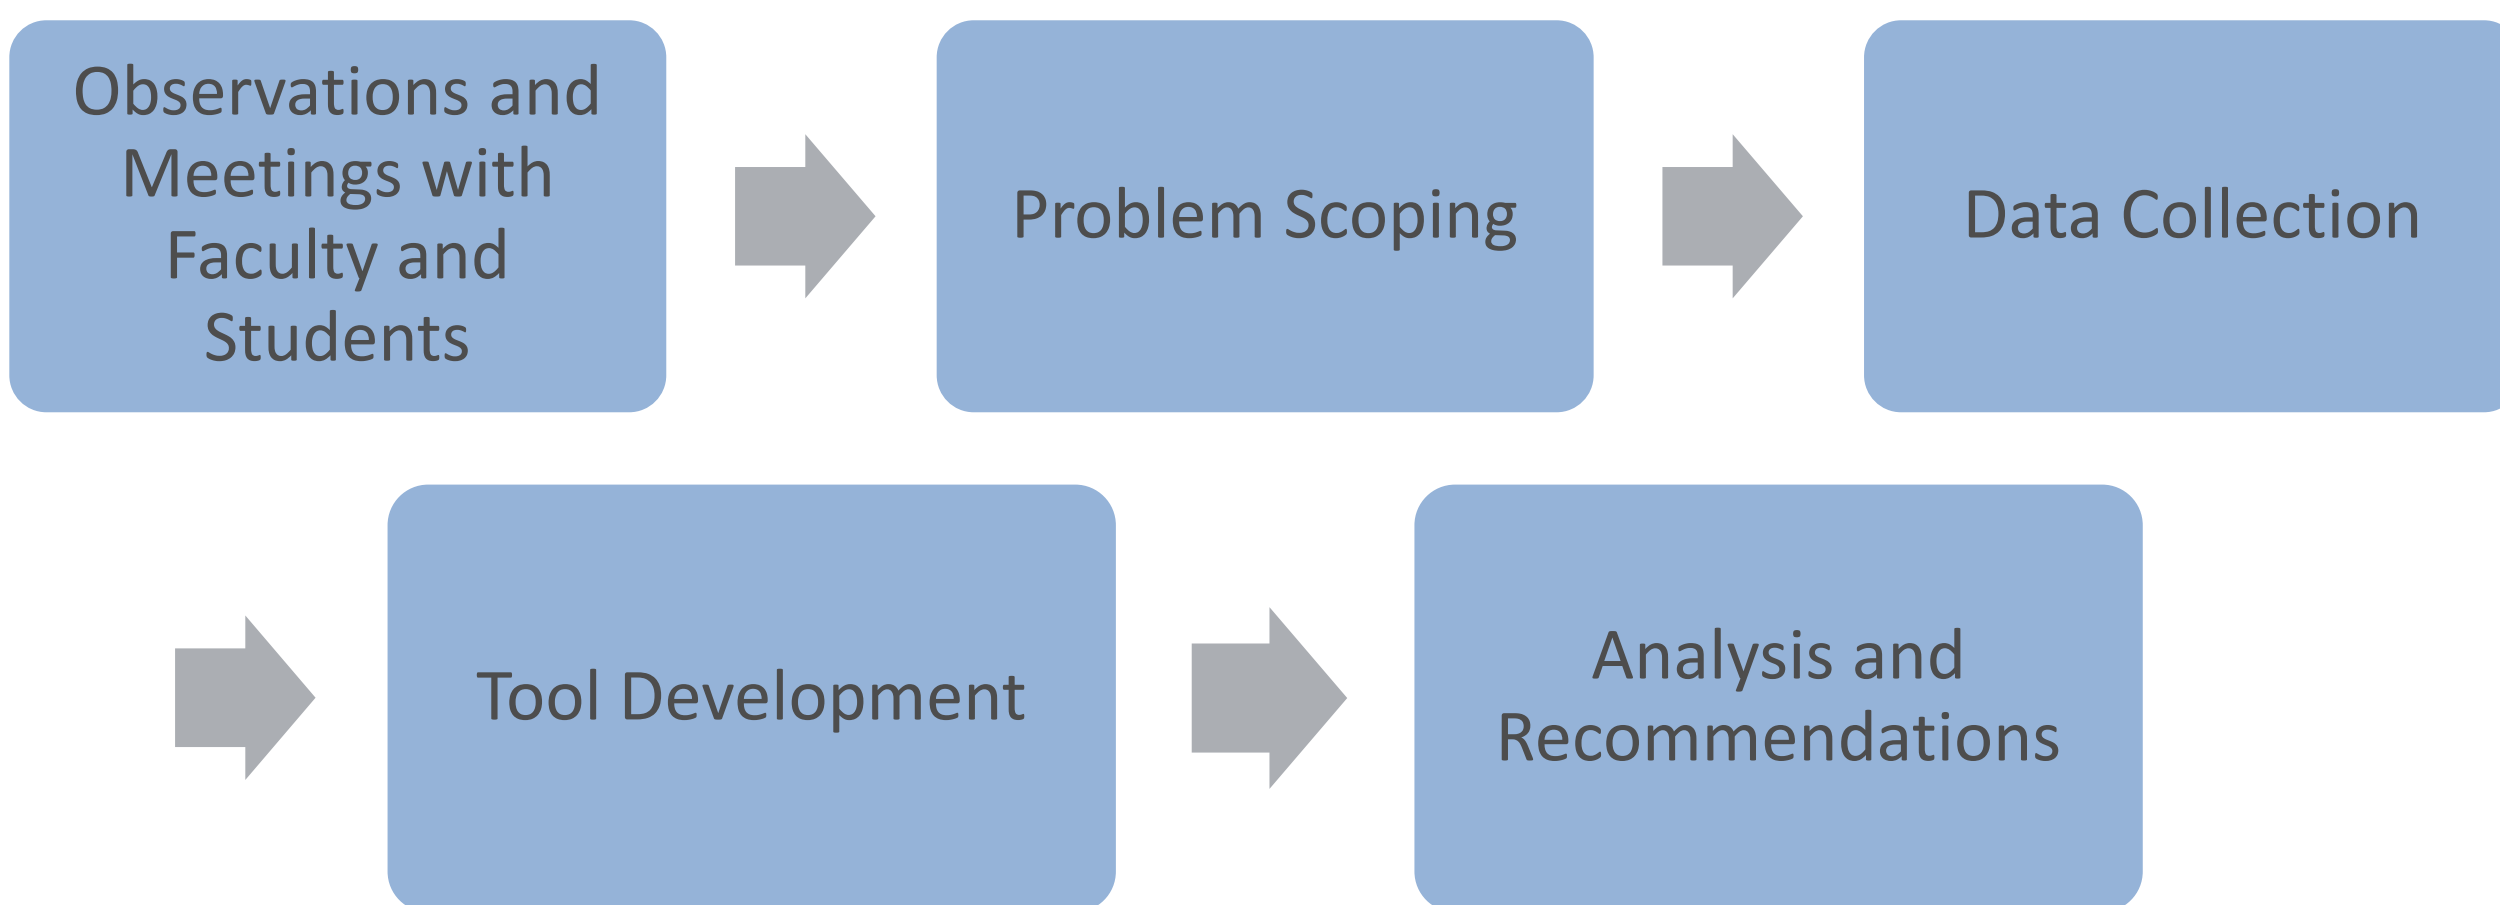 Observations and
Meetings with
Faculty and
Students
Problem Scoping
Data Collection
Tool Development
Analysis and
Recommendations